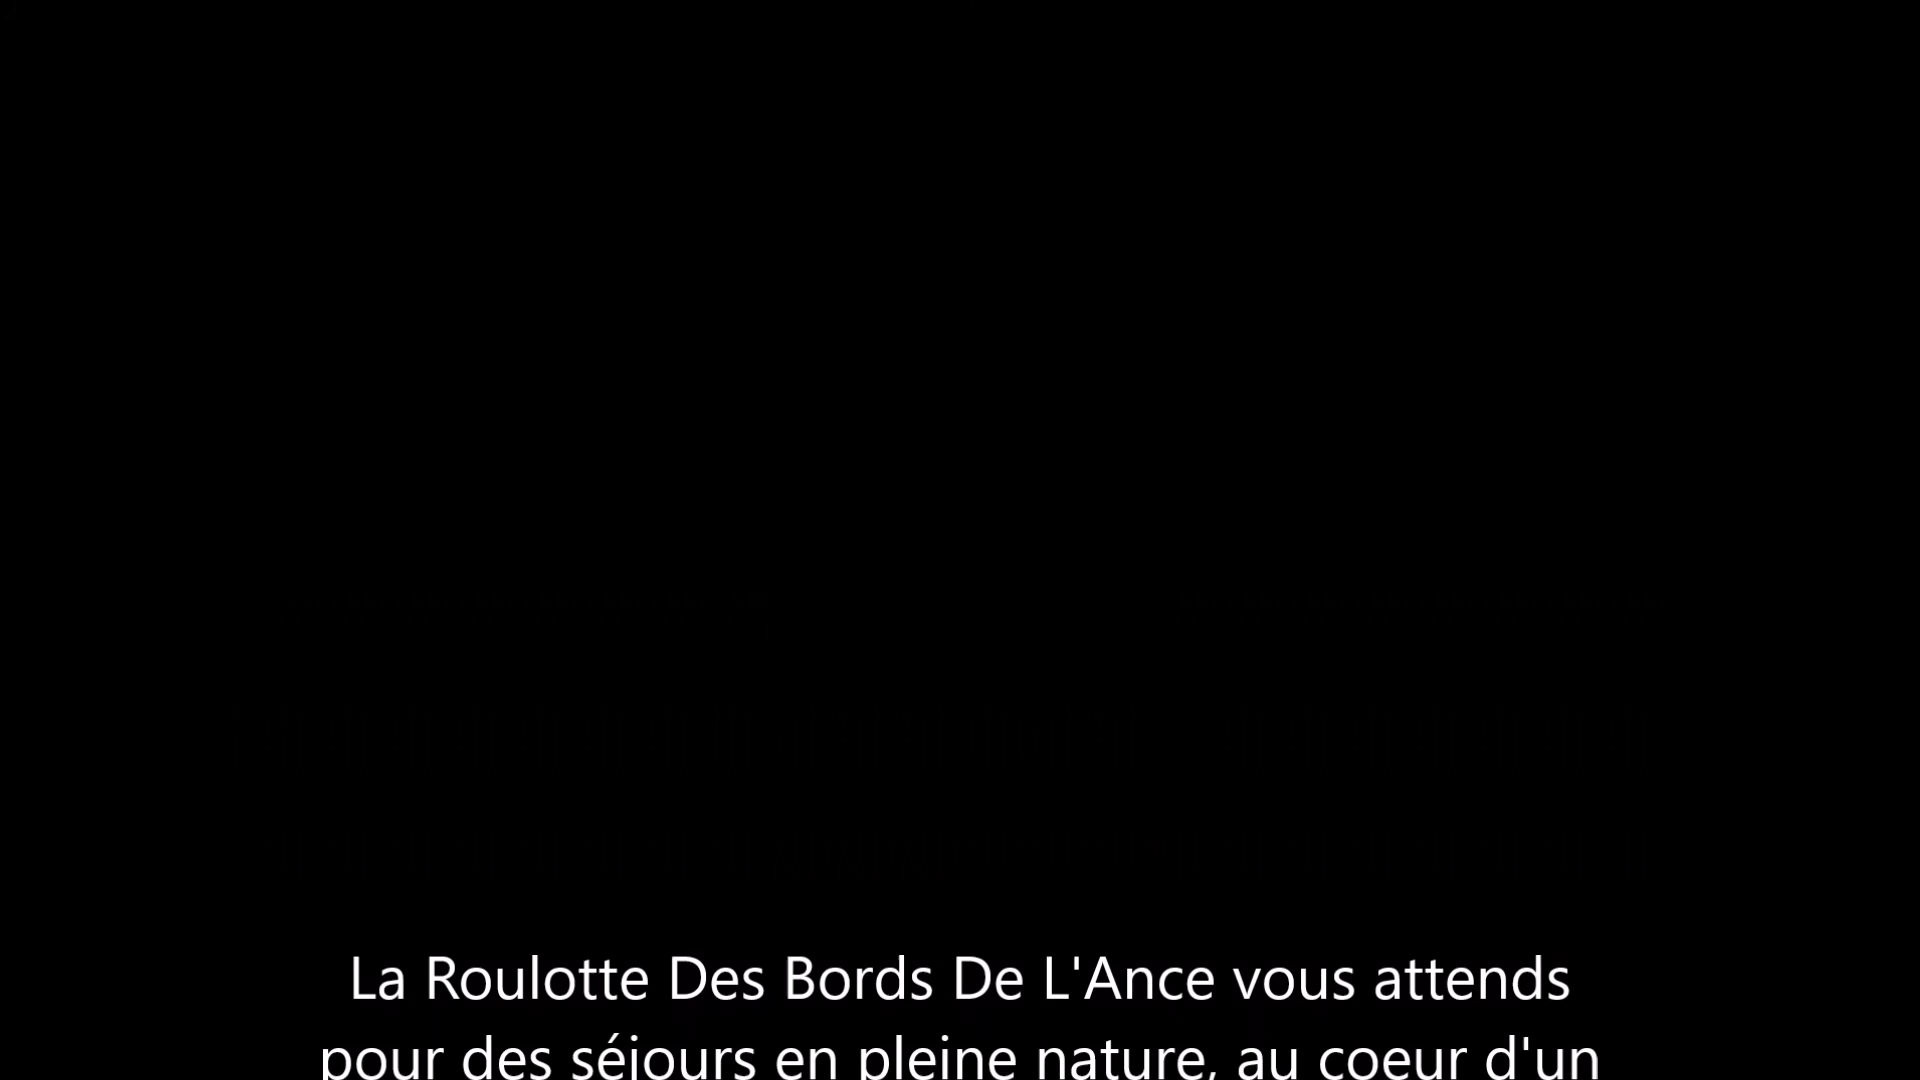 La Roulotte Des Bords De L'Ance vous attends
pour des séjours en pleine nature, au coeur d'un